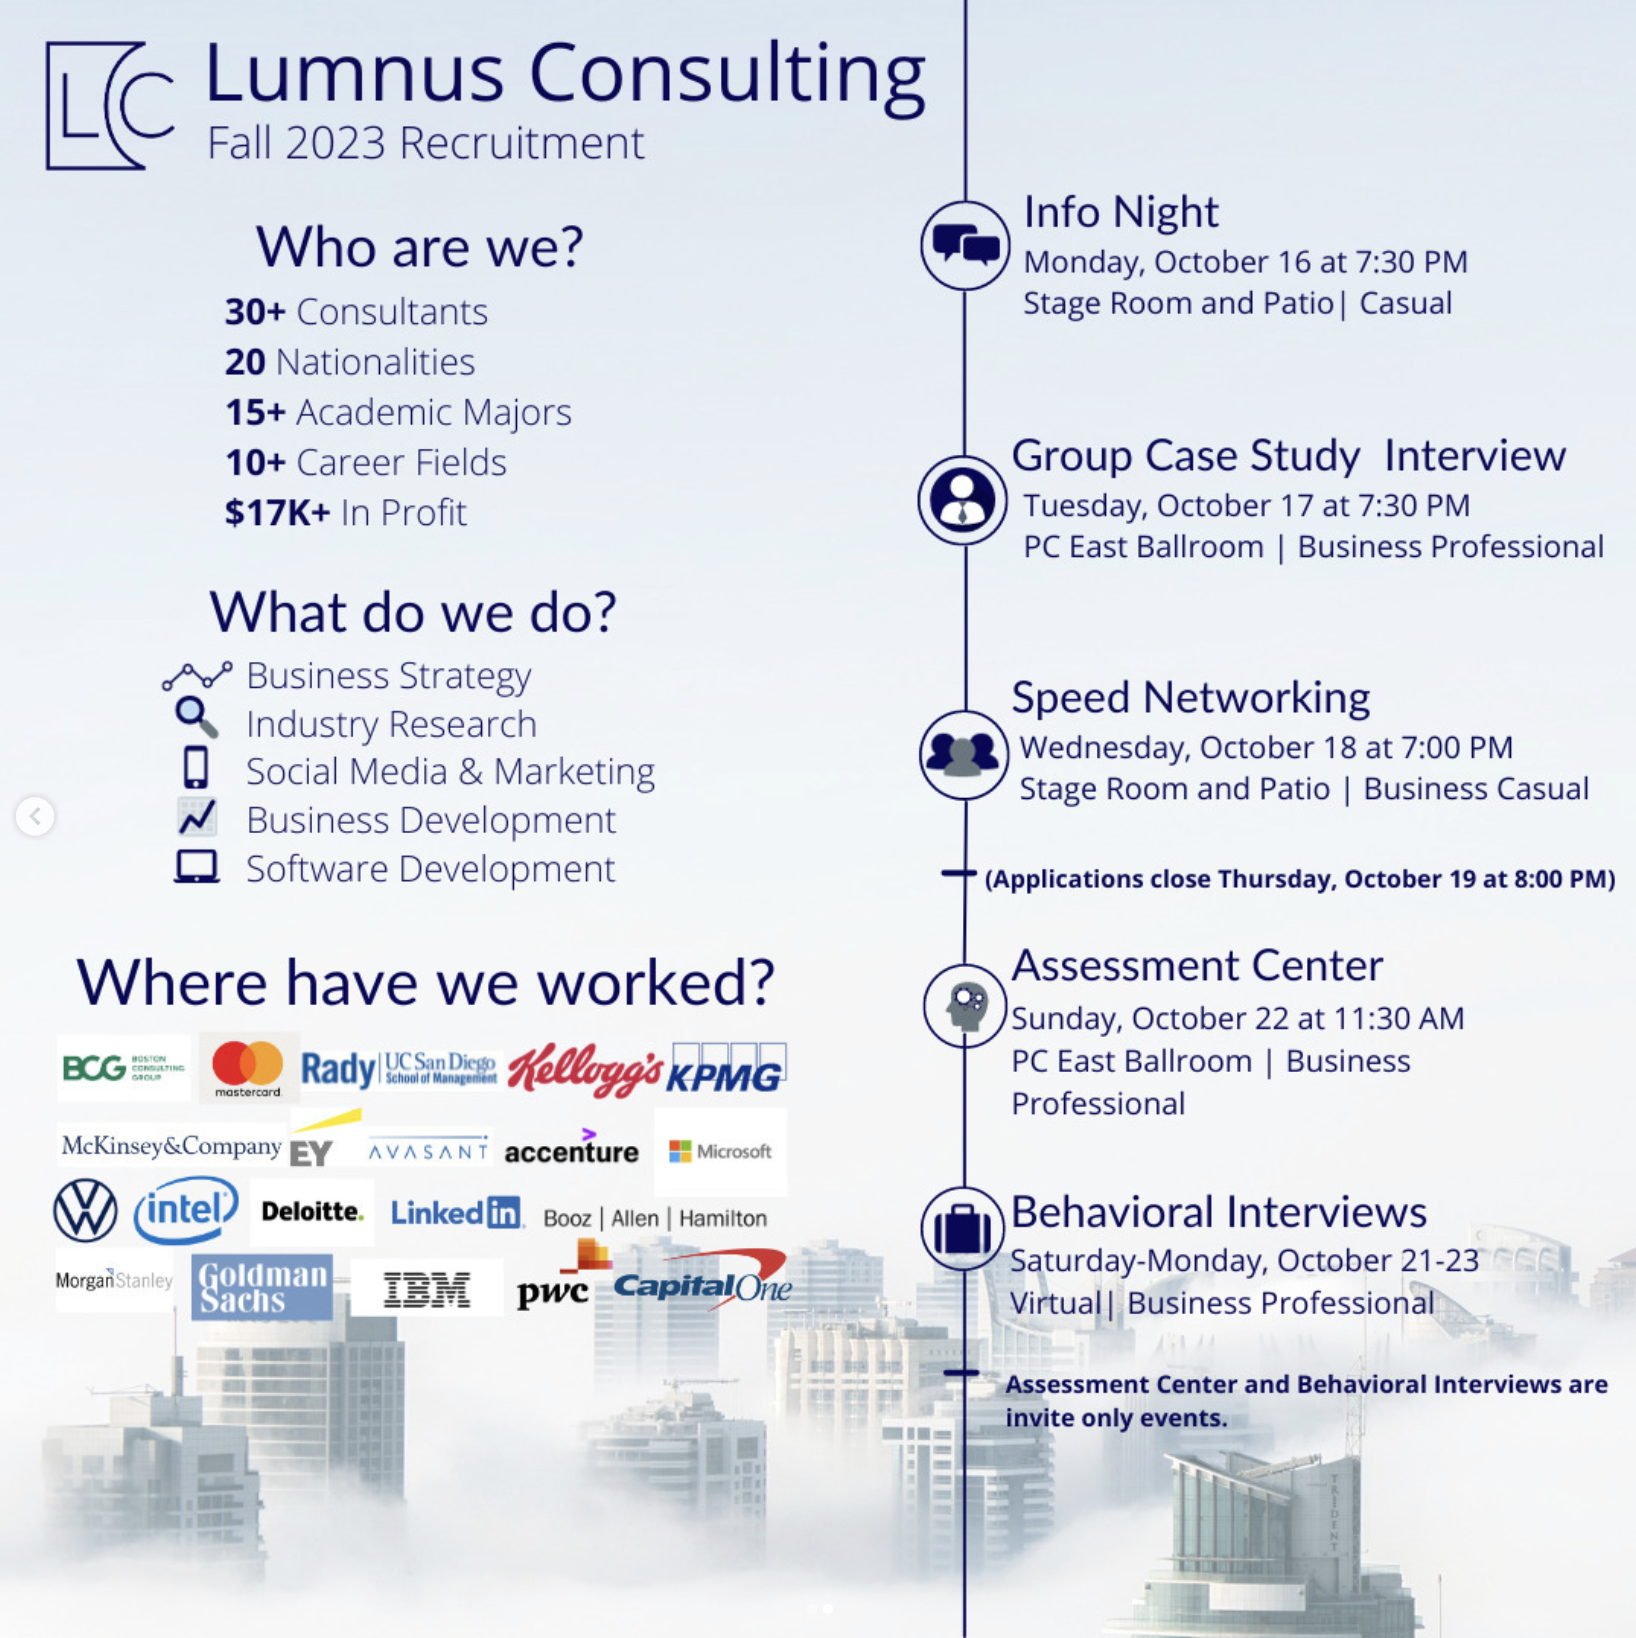 LC
Lumnus Consulting
Fall 2023 Recruitment
Who are we?
30+ Consultants
20 Nationalities
15+ Academic Majors
10+ Career Fields
$17K+ In Profit
What do we do?
Business Strategy
Industry Research
Social Media & Marketing
Business Development
Software Development
Where have we worked?
BCG BOSTON
CONSULTING
GROUP
mastercard.
Rady UC San Diego
School of Management
Kellogg's
KPMG
McKinsey&Company
EY
AVASANT
accenture
Microsoft
VW
intel
Deloitte.
LinkedIn
Booz | Allen | Hamilton
Morgan Stanley
Goldman
Sachs
IBM
pwc
CapitalOne
Info Night
Monday, October 16 at 7:30 PM
Stage Room and Patio| Casual
Group Case Study Interview
Tuesday, October 17 at 7:30 PM
PC East Ballroom | Business Professional
Speed Networking
Wednesday, October 18 at 7:00 PM
Stage Room and Patio | Business Casual
(Applications close Thursday, October 19 at 8:00 PM)
Assessment Center
Sunday, October 22 at 11:30 AM
PC East Ballroom | Business
Professional
Behavioral Interviews
Saturday-Monday, October 21-23
Virtual| Business Professional
Assessment Center and Behavioral Interviews are
invite only events.
TRIDENT